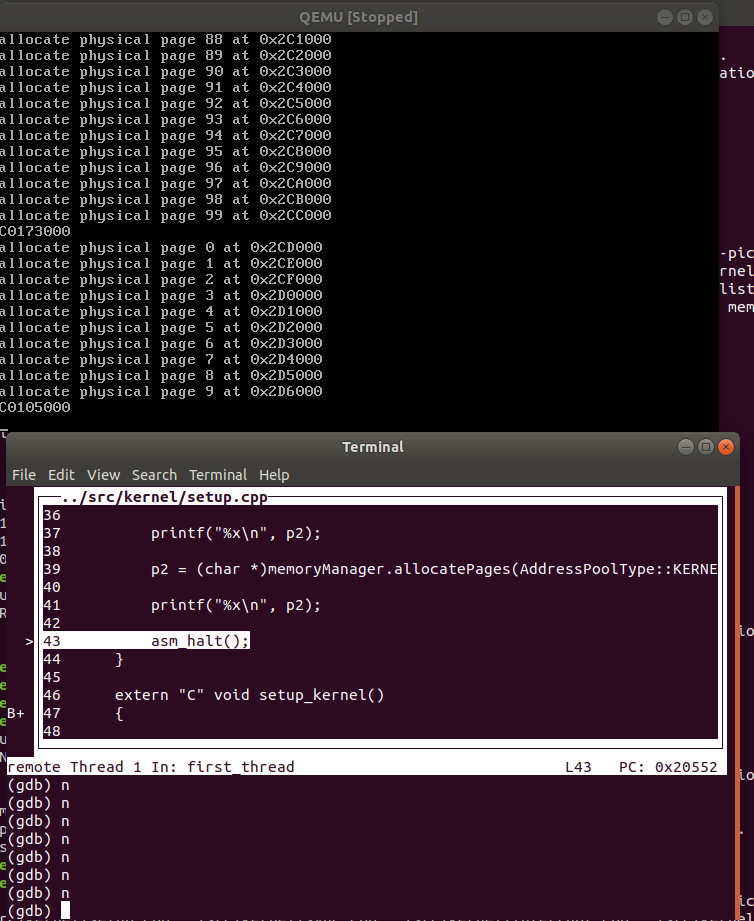 QEMU [Stopped]
allocate physical page 88 at 0x2C1000
allocate physical page 89 at 0x2C2000
allocate physical page 90 at 0x2C3000
allocate physical page 91 at 0x2C4000
allocate physical page 92 at 0x2C5000
allocate physical page 93 at 0x2C6000
allocate physical page 94 at 0x2C7000
allocate physical page 95 at 0x2C8000
allocate physical page 96 at 0x2C9000
allocate physical page 97 at 0x2CA000
allocate physical page 98 at 0x2CB000
allocate physical page 99 at 0x2CC000
C0173000
allocate physical page 0 at 0x2CD000
allocate physical page 1 at 0x2CE000
allocate physical page 2 at 0x2CF000
allocate physical page 3 at 0x2D0000
allocate physical page 4 at 0x2D1000
allocate physical page 5 at 0x2D2000
allocate physical page 6 at 0x2D3000
allocate physical page 7 at 0x2D4000
allocate physical page 8 at 0x2D5000
allocate physical page 9 at 0x2D6000
C0105000
Terminal
File Edit View Search Terminal Help
../src/kernel/setup.cpp
36
37 printf("%x\n", p2);
38
39 p2 = (char *)memoryManager.allocatePages(AddressPoolType::KERNE
40
41 printf("%x\n", p2);
42
> 43 asm_halt();
44 }
45
46 extern "C" void setup_kernel()
B+ 47 {
48
remote Thread 1 In: first_thread L43 PC: 0x20552
(gdb) n
(gdb) n
(gdb) n
(gdb) n
(gdb) n
(gdb) n
(gdb) n
(gdb)